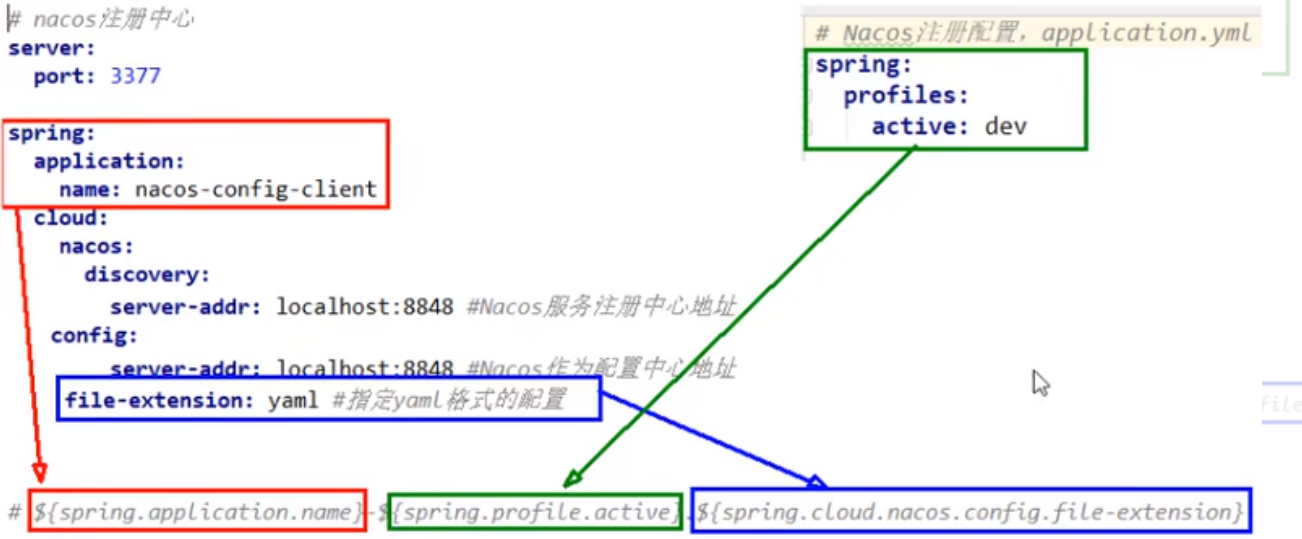 # nacos注册中心
server:
port: 3377
spring:
application:
name: nacos-config-client
cloud:
nacos:
discovery:
server-addr: localhost:8848 #Nacos服务注册中心地址
config:
server-addr: localhost:8848 #Nacos作为配置中心地址
file-extension: yaml #指定yaml格式的配置
# Nacos注册配置，application.yml
spring:
profiles:
active: dev
# ${spring.application.name}-${spring.profile.active}.${spring.cloud.nacos.config.file-extension}
file